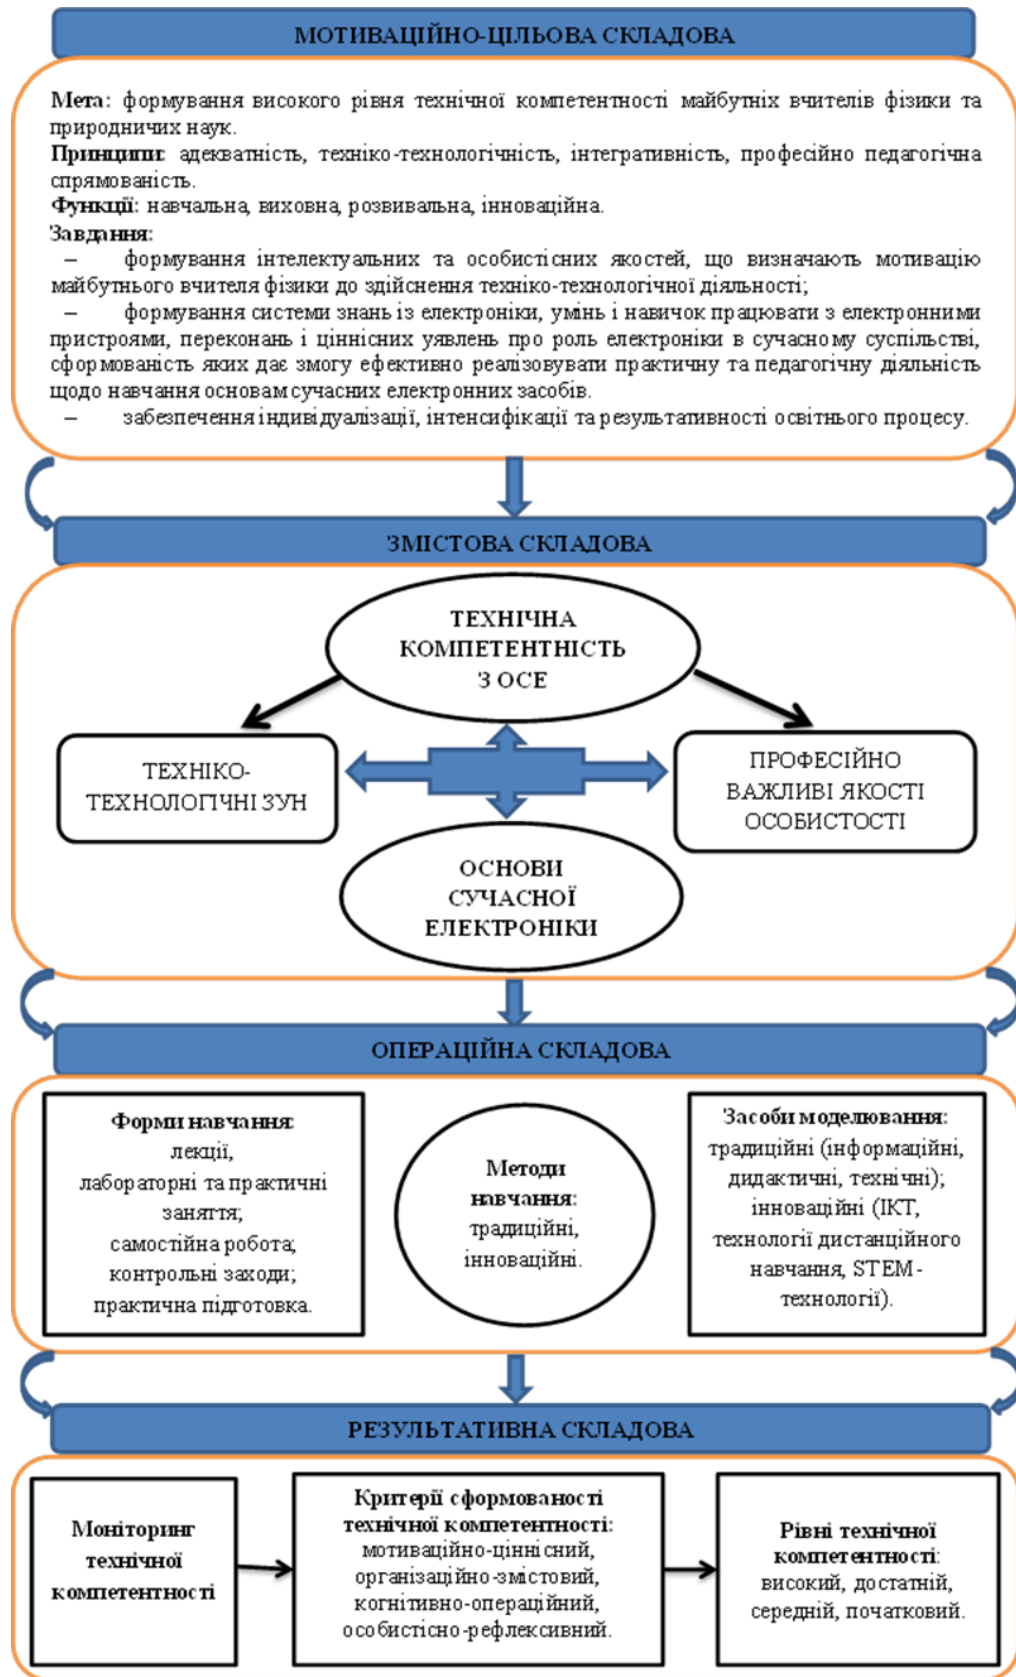 МОТИВАЦІЙНО-ЦІЛЬОВА СКЛАДОВА
Мета: формування високого рівня технічної компетентності майбутніх вчителів фізики та
природничих наук.
Принципи: адекватність, техніко-технологічність, інтегративність, професійно педагогічна
спрямованість.
Функції: навчальна, виховна, розвивальна, інноваційна.
Завдання:
– формування інтелектуальних та особистісних якостей, що визначають мотивацію
майбутнього вчителя фізики до здійснення техніко-технологічної діяльності;
– формування системи знань із електроніки, умінь і навичок працювати з електронними
пристроями, переконань і ціннісних уявлень про роль електроніки в сучасному суспільстві,
сформованість яких дає змогу ефективно реалізовувати практичну та педагогічну діяльність
щодо навчання основам сучасних електронних засобів.
– забезпечення індивідуалізації, інтенсифікації та результативності освітнього процесу.
ЗМІСТОВА СКЛАДОВА
ТЕХНІЧНА
КОМПЕТЕНТНІСТЬ
З ОСЕ
ТЕХНІКО-
ТЕХНОЛОГІЧНІ ЗУН
ПРОФЕСІЙНО
ВАЖЛИВІ ЯКОСТІ
ОСОБИСТОСТІ
ОСНОВИ
СУЧАСНОЇ
ЕЛЕКТРОНІКИ
ОПЕРАЦІЙНА СКЛАДОВА
Форми навчання:
лекції,
лабораторні та практичні
заняття;
самостійна робота;
контрольні заходи;
практична підготовка.
Методи
навчання:
традиційні,
інноваційні.
Засоби моделювання:
традиційні (інформаційні,
дидактичні, технічні);
інноваційні (ІКТ,
технології дистанційного
навчання, STEM-
технології).
РЕЗУЛЬТАТИВНА СКЛАДОВА
Моніторинг
технічної
компетентності
Критерії сформованості
технічної компетентності:
мотиваційно-ціннісний,
організаційно-змістовий,
когнітивно-операційний,
особистісно-рефлексивний.
Рівні технічної
компетентності:
високий, достатній,
середній, початковий.